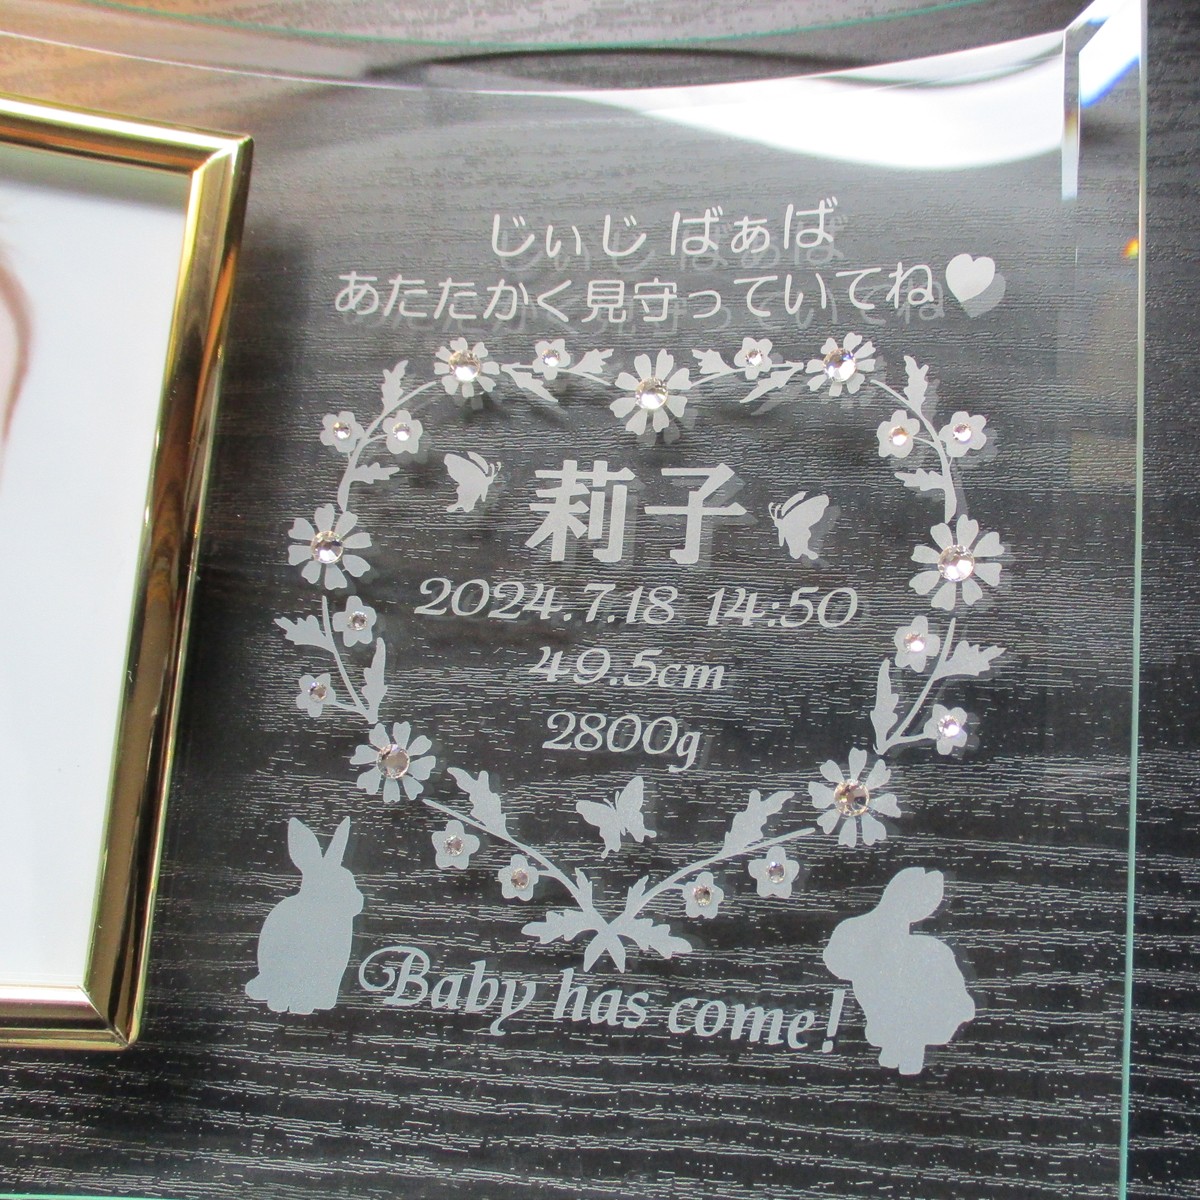 じぃじ ばぁば
あたたかく見守っていてね♥
莉子
2024.7.18 14:50
49.5cm
2800g
Baby has come!